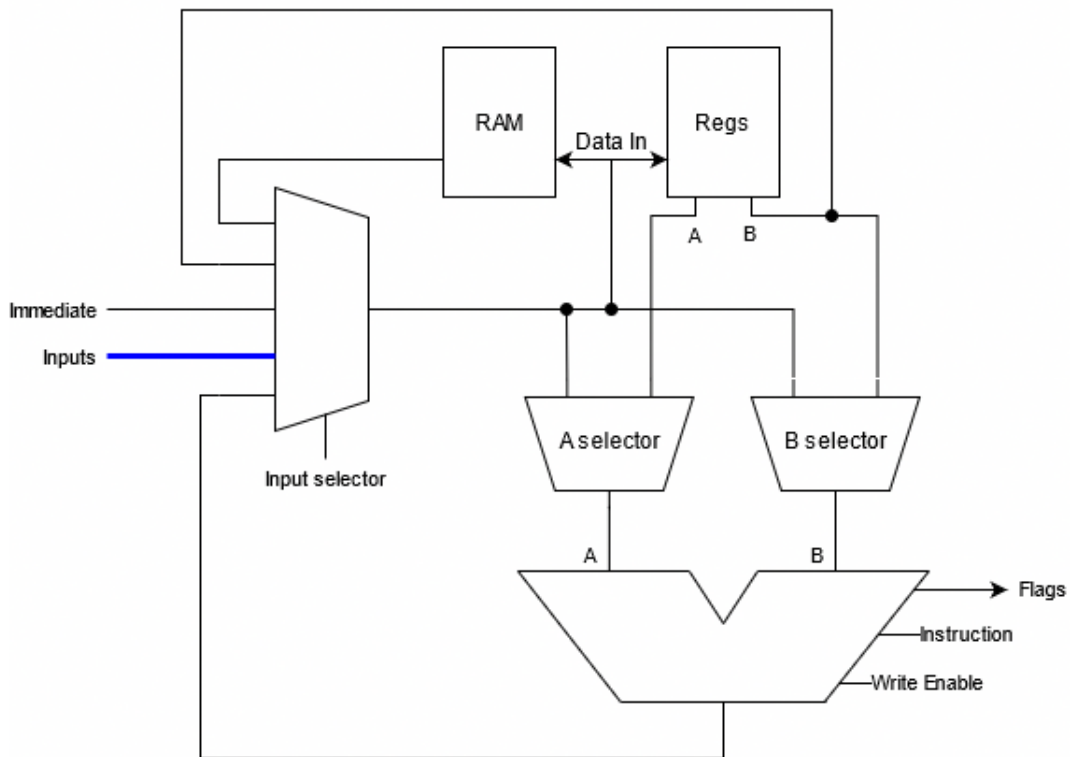 RAM
Regs
Data In
A
B
Immediate
Inputs
Input selector
A selector
B selector
A
B
Flags
Instruction
Write Enable